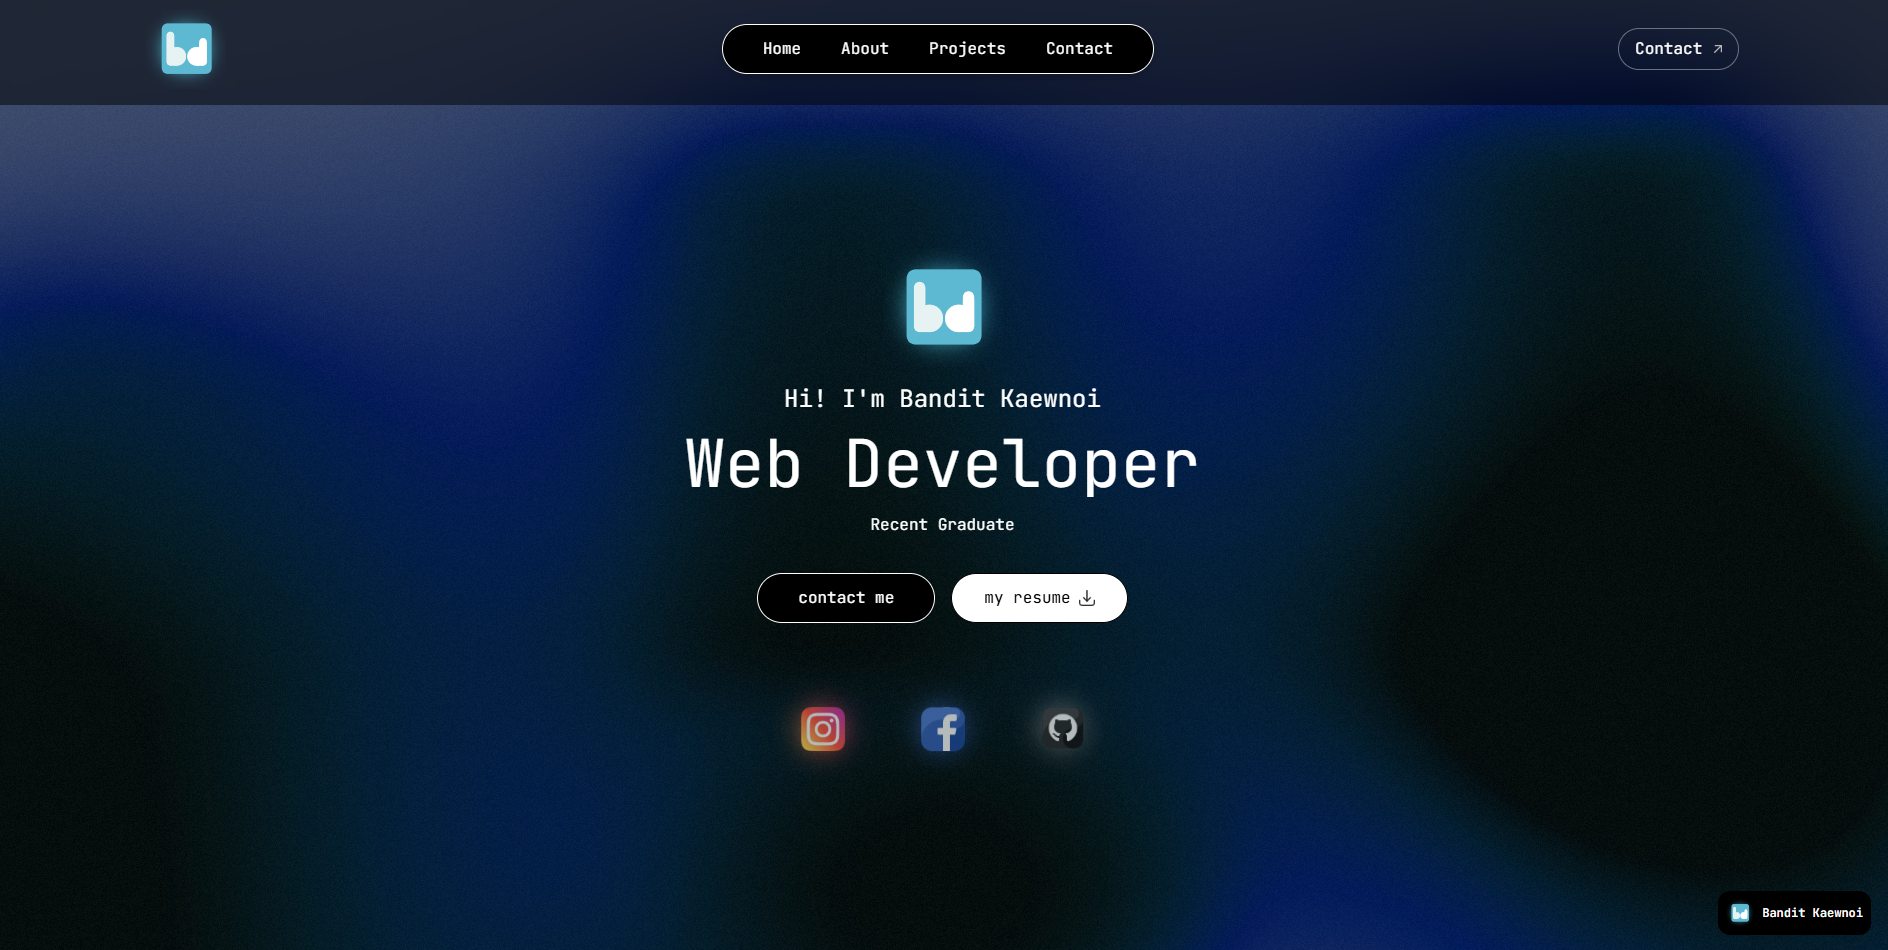 bd
Home About Projects Contact
Contact
bd
Hi! I'm Bandit Kaewnoi
Web Developer
Recent Graduate
contact me
my resume
bd Bandit Kaewnoi